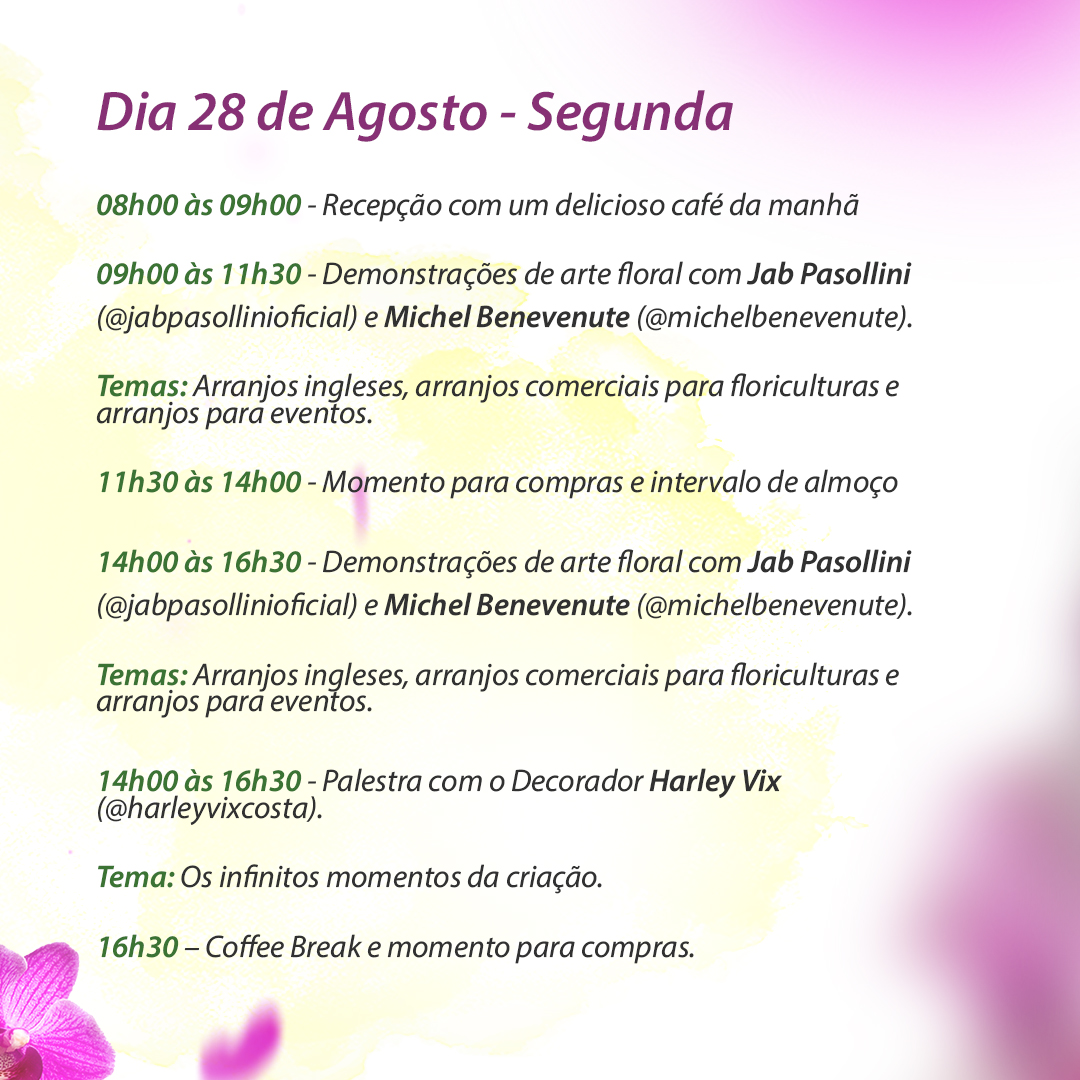 Dia 28 de Agosto - Segunda
08h00 às 09h00 - Recepção com um delicioso café da manhã
09h00 às 11h30 - Demonstrações de arte floral com Jab Pasollini
(@jabpasollinioficial) e Michel Benevenute (@michelbenevenute).
Temas: Arranjos ingleses, arranjos comerciais para floriculturas e
arranjos para eventos.
11h30 às 14h00 - Momento para compras e intervalo de almoço
14h00 às 16h30 - Demonstrações de arte floral com Jab Pasollini
(@jabpasollinioficial) e Michel Benevenute (@michelbenevenute).
Temas: Arranjos ingleses, arranjos comerciais para floriculturas e
arranjos para eventos.
14h00 às 16h30 - Palestra com o Decorador Harley Vix
(@harleyvixcosta).
Tema: Os infinitos momentos da criação.
16h30 – Coffee Break e momento para compras.